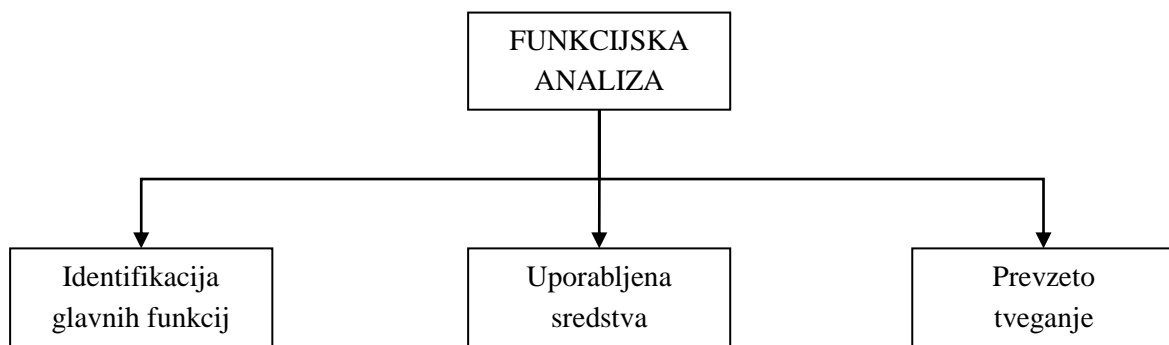 FUNKCIJSKA
ANALIZA
Identifikacija
glavnih funkcij
Uporabljena
sredstva
Prevzeto
tveganje